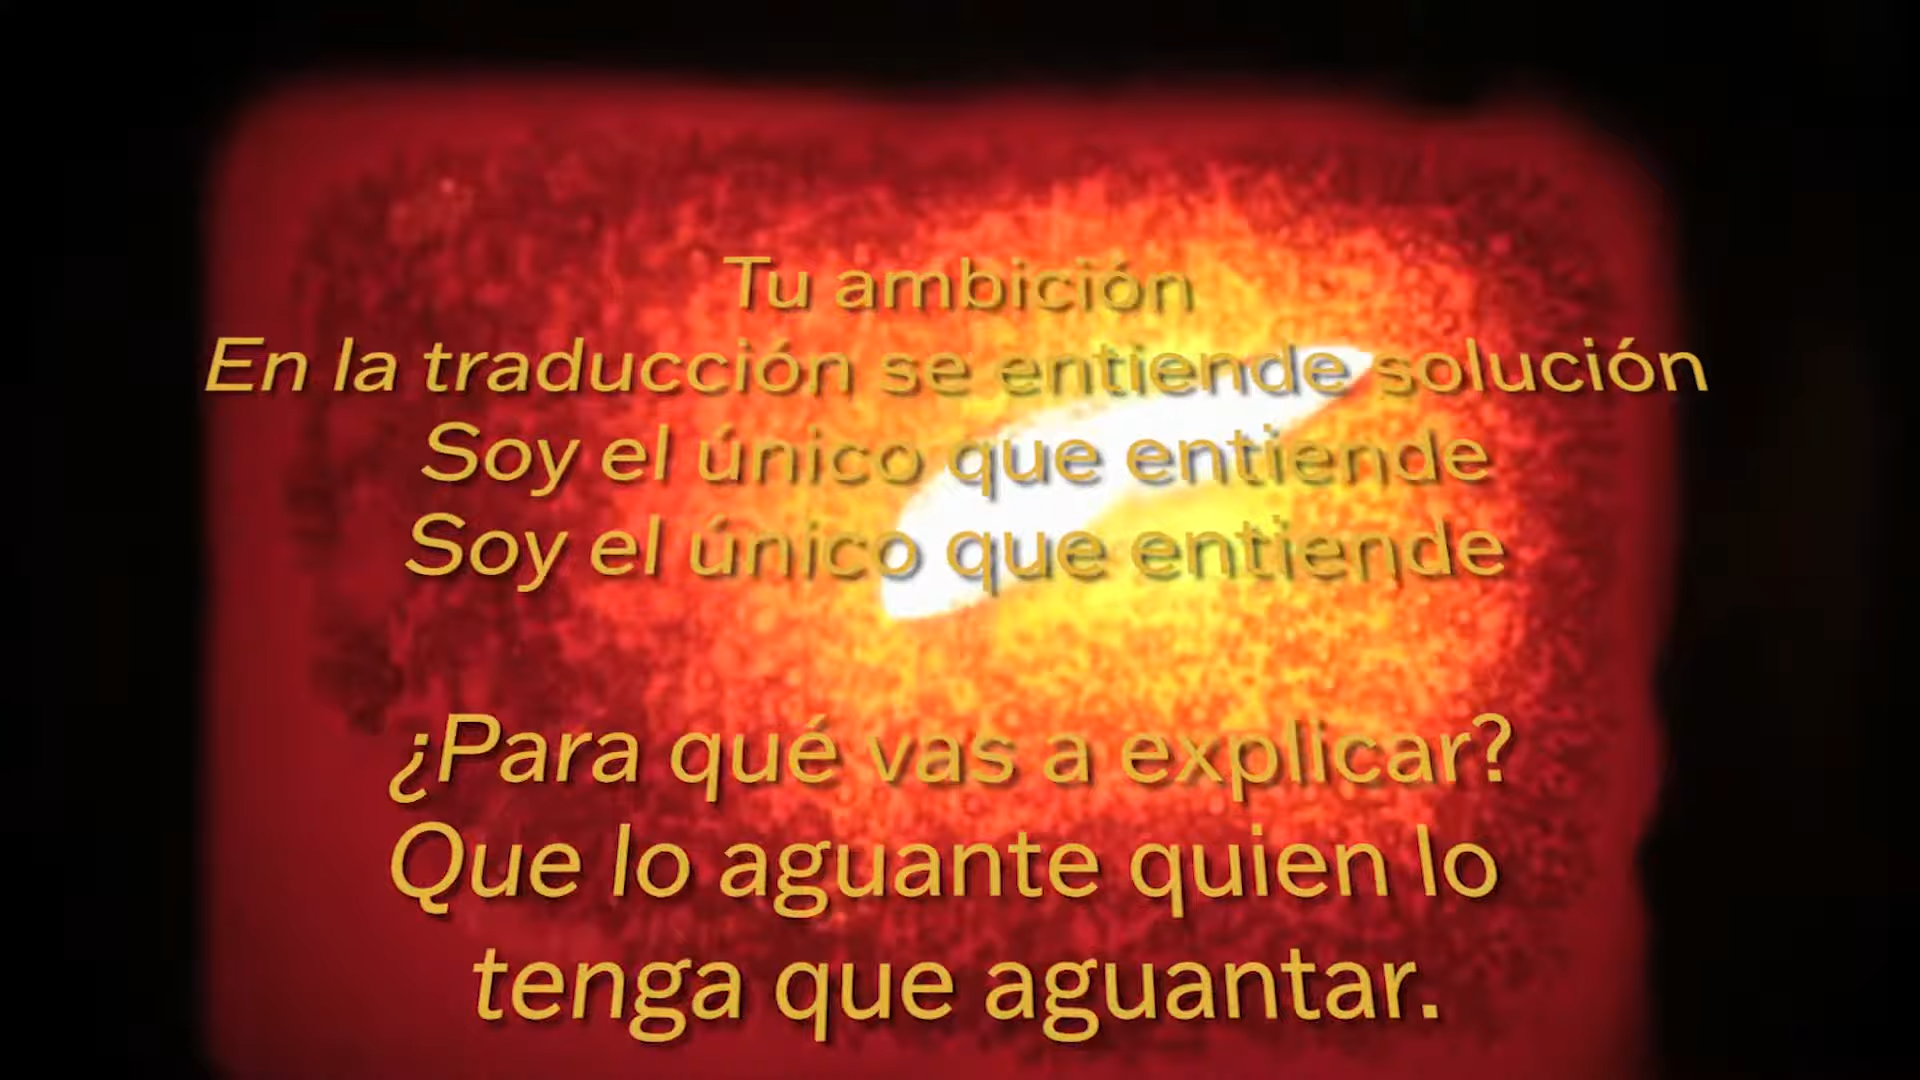 Tu ambición
En la traducción se entiende solución
Soy el único que entiende
Soy el único que entiende
¿Para qué vas a explicar?
Que lo aguante quien lo
tenga que aguantar.